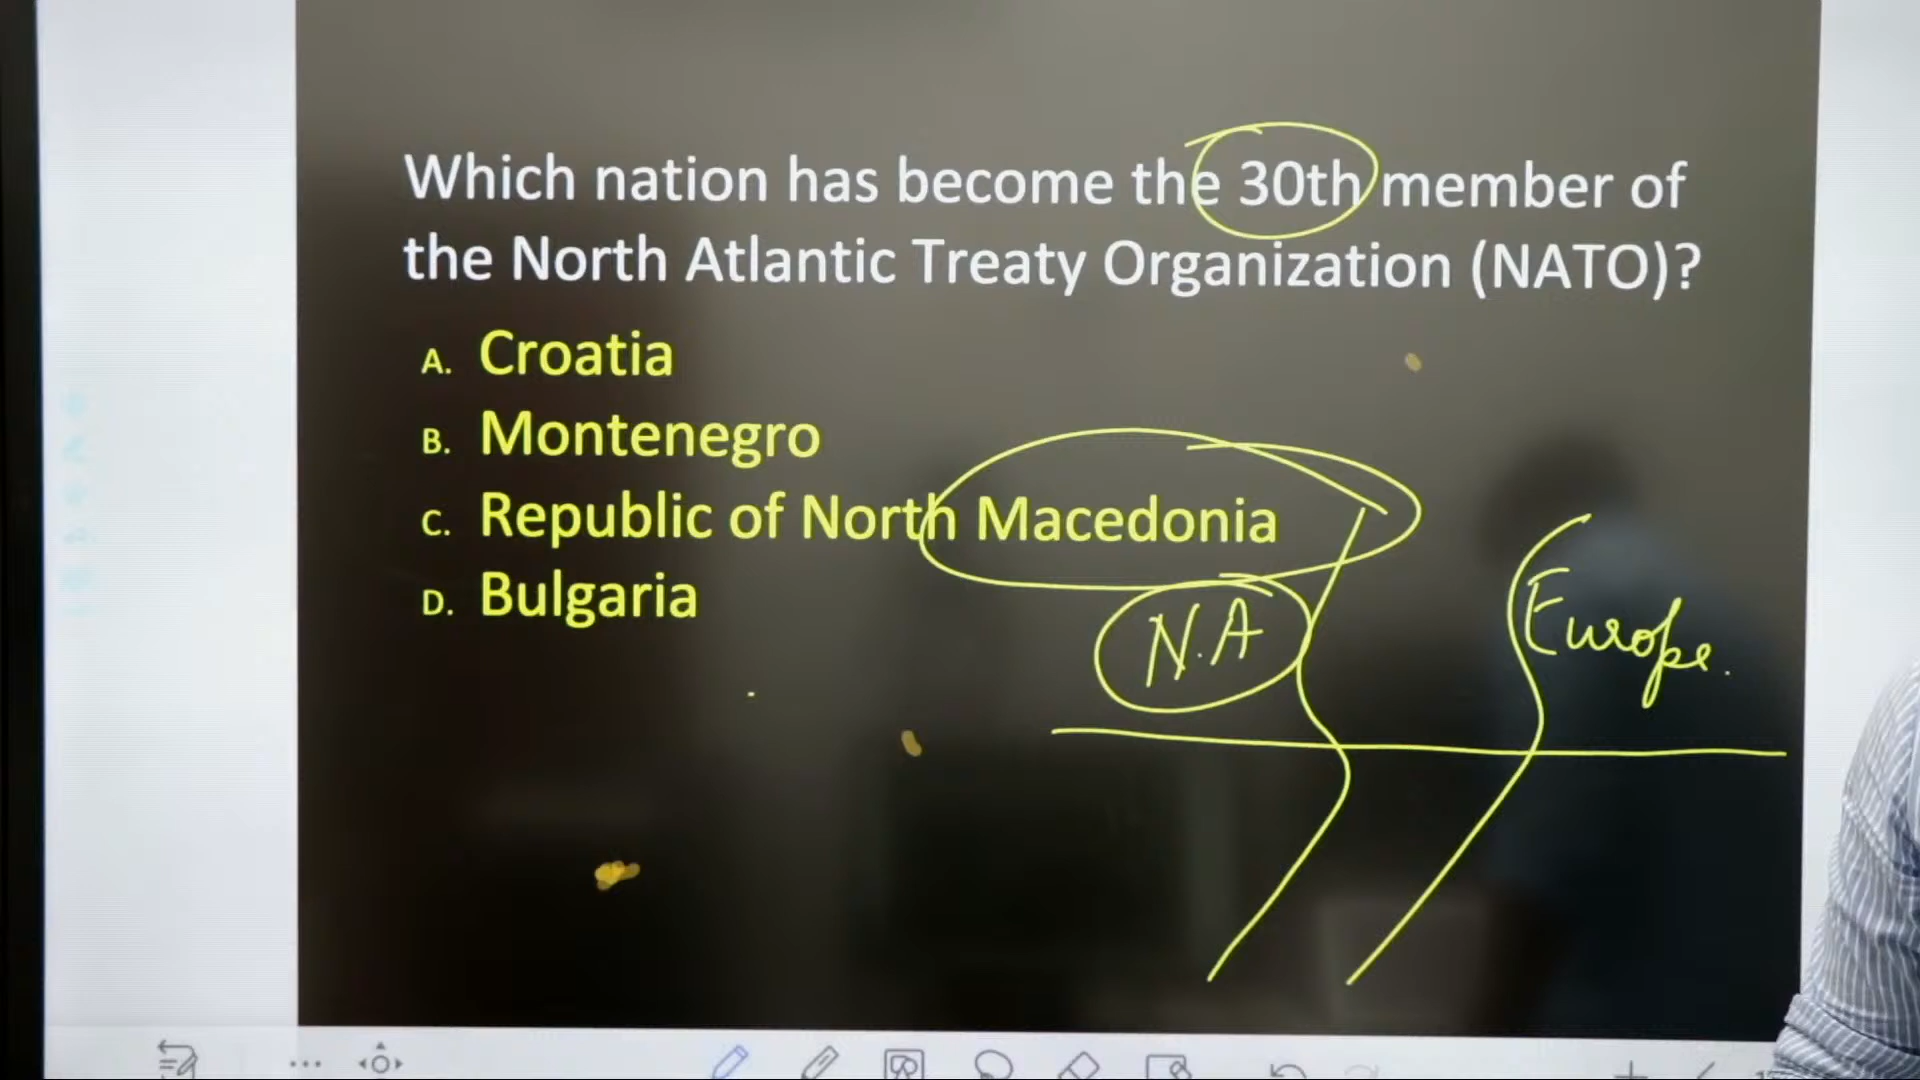 Which nation has become the 30th member of
the North Atlantic Treaty Organization (NATO)?
A. Croatia
B. Montenegro
C. Republic of North Macedonia
D. Bulgaria
N.A
Europe.